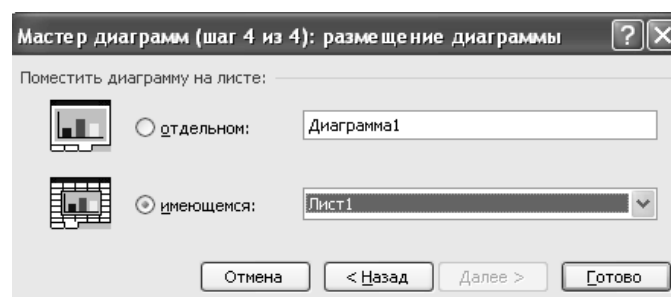 Мастер диаграмм (шаг 4 из 4): размещение диаграммы
Поместить диаграмму на листе:
отдельном: Диаграмма1
имеющемся: Лист1
Отмена < Назад Далее > Готово